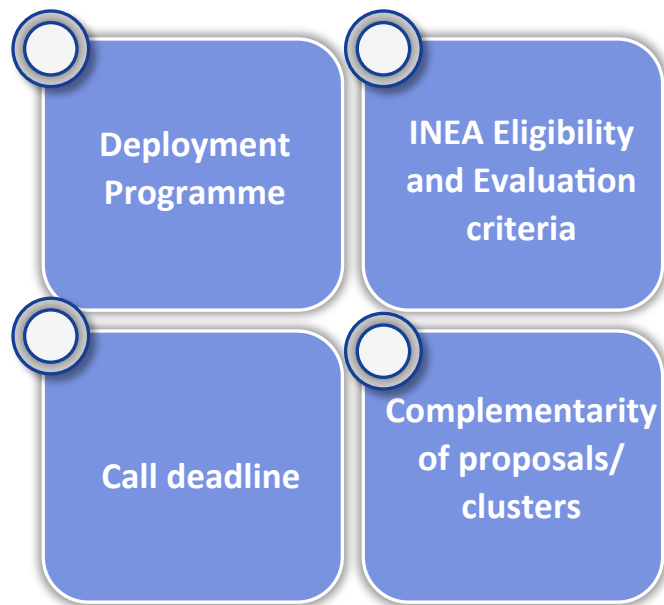 Deployment
Programme
INEA Eligibility
and Evaluation
criteria
Call deadline
Complementarity
of proposals/
clusters